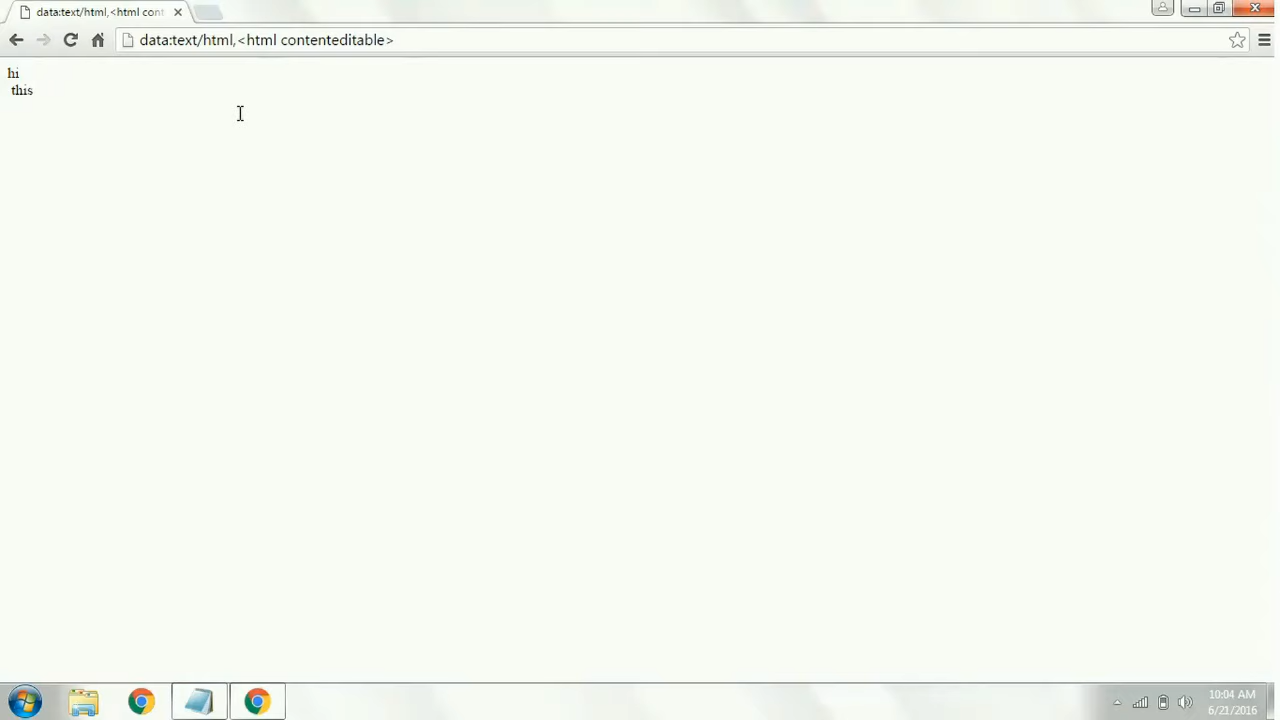 data:text/html,<html cont
data:text/html,<html contenteditable>
hi
this
10:04 AM
6/21/2016